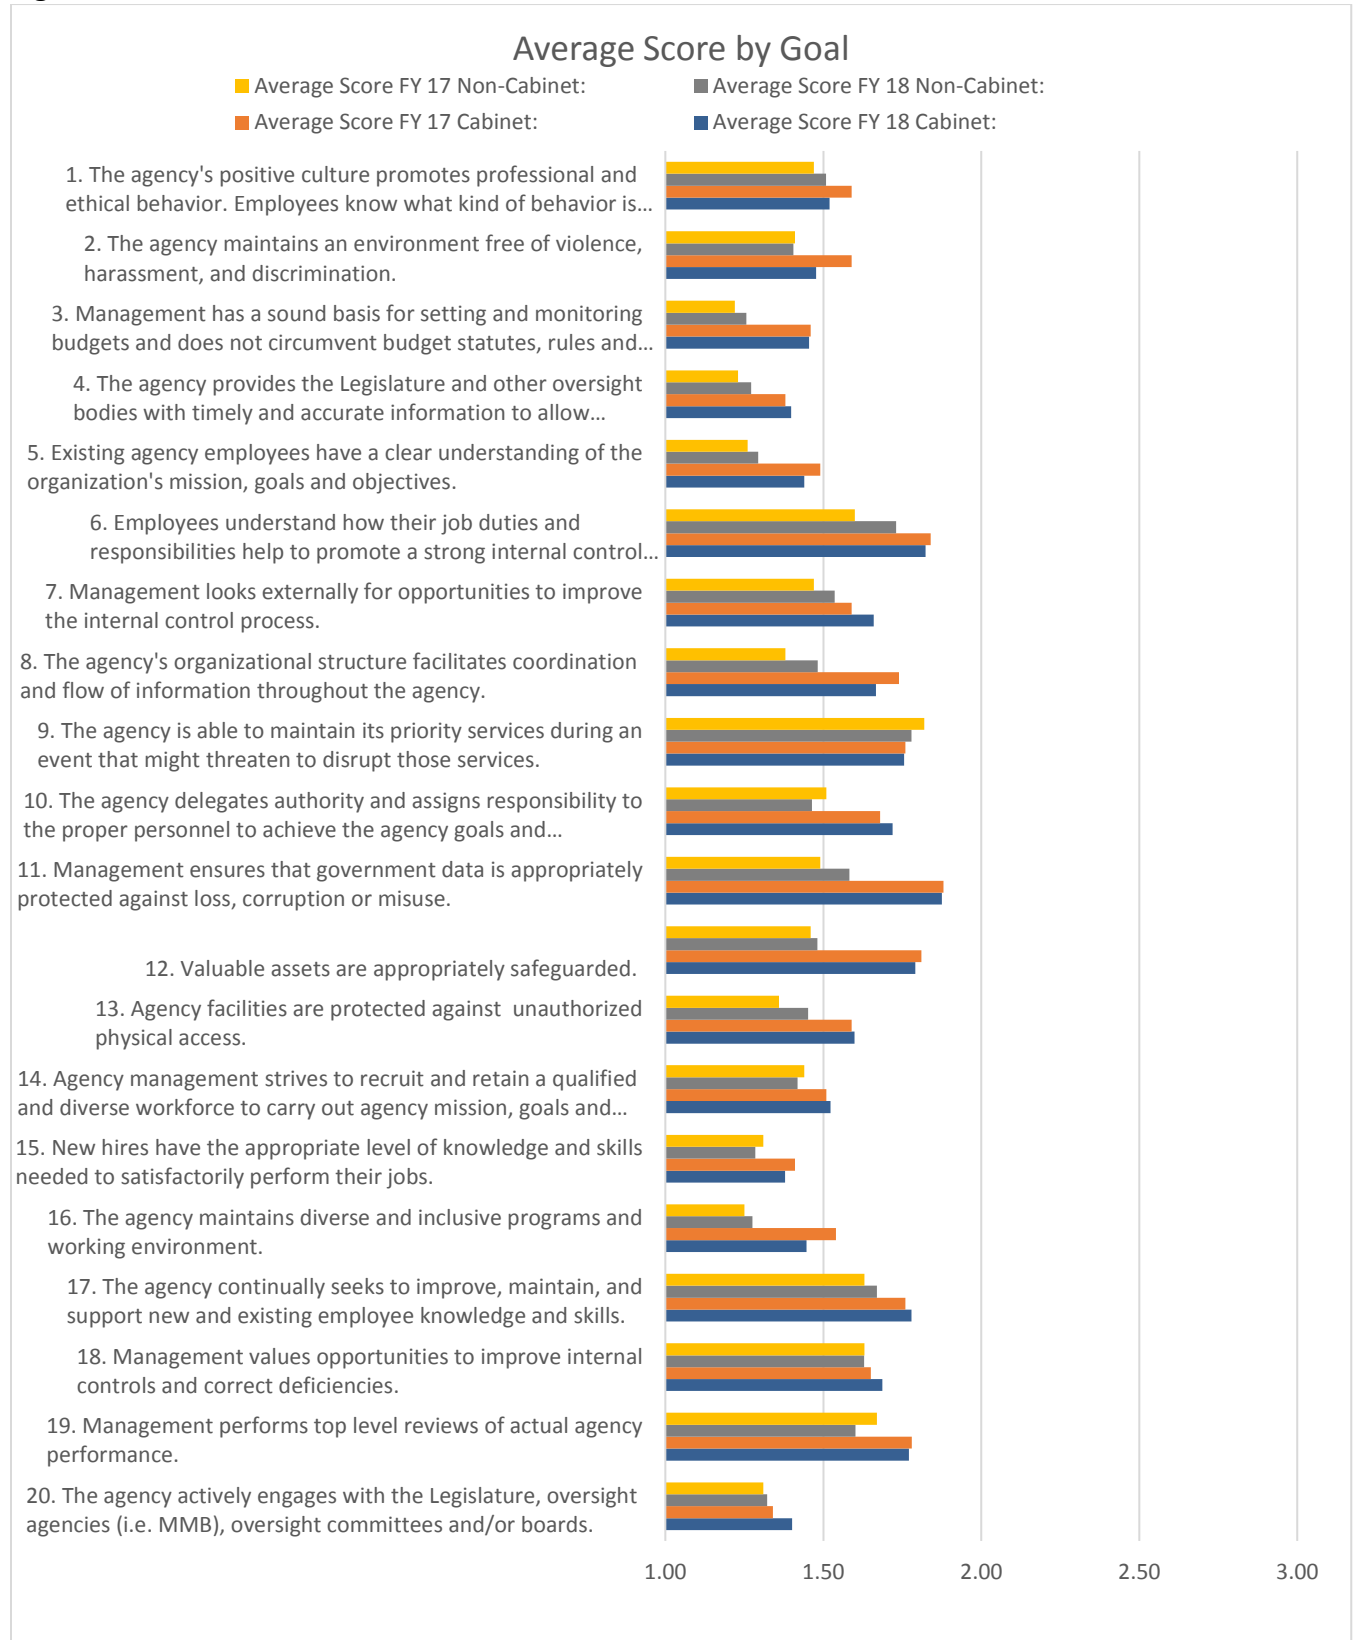 Average Score by Goal
Average Score FY 17 Non-Cabinet:
Average Score FY 18 Non-Cabinet:
Average Score FY 17 Cabinet:
Average Score FY 18 Cabinet:
1. The agency's positive culture promotes professional and
ethical behavior. Employees know what kind of behavior is...
2. The agency maintains an environment free of violence,
harassment, and discrimination.
3. Management has a sound basis for setting and monitoring
budgets and does not circumvent budget statutes, rules and...
4. The agency provides the Legislature and other oversight
bodies with timely and accurate information to allow...
5. Existing agency employees have a clear understanding of the
organization's mission, goals and objectives.
6. Employees understand how their job duties and
responsibilities help to promote a strong internal control...
7. Management looks externally for opportunities to improve
the internal control process.
8. The agency's organizational structure facilitates coordination
and flow of information throughout the agency.
9. The agency is able to maintain its priority services during an
event that might threaten to disrupt those services.
10. The agency delegates authority and assigns responsibility to
the proper personnel to achieve the agency goals and...
11. Management ensures that government data is appropriately
protected against loss, corruption or misuse.
12. Valuable assets are appropriately safeguarded.
13. Agency facilities are protected against  unauthorized
physical access.
14. Agency management strives to recruit and retain a qualified
and diverse workforce to carry out agency mission, goals and...
15. New hires have the appropriate level of knowledge and skills
needed to satisfactorily perform their jobs.
16. The agency maintains diverse and inclusive programs and
working environment.
17. The agency continually seeks to improve, maintain, and
support new and existing employee knowledge and skills.
18. Management values opportunities to improve internal
controls and correct deficiencies.
19. Management performs top level reviews of actual agency
performance.
20. The agency actively engages with the Legislature, oversight
agencies (i.e. MMB), oversight committees and/or boards.
1.00 1.50 2.00 2.50 3.00